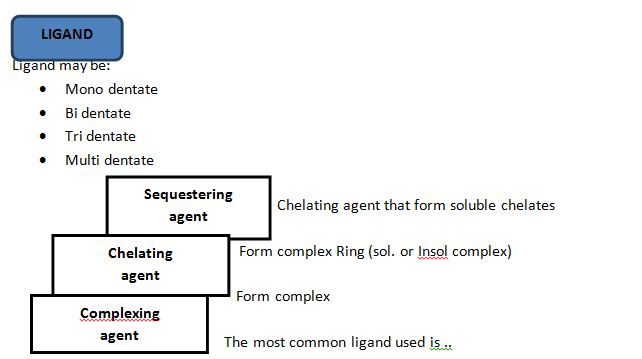 LIGAND
Ligand may be:
• Mono dentate
• Bi dentate
• Tri dentate
• Multi dentate
Sequestering
agent
Chelating agent that form soluble chelates
Chelating
agent
Form complex Ring (sol. or Insol complex)
Complexing
agent
Form complex
The most common ligand used is ..